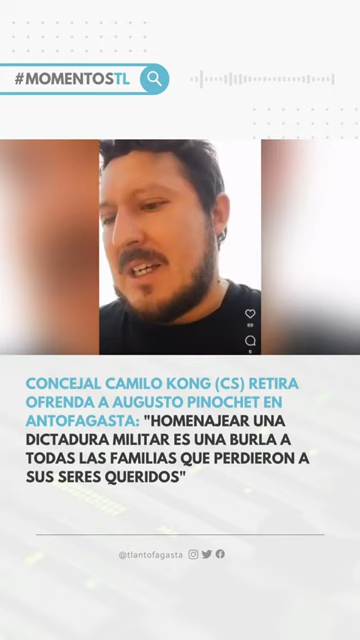 #MOMENTOSTL
CONCEJAL CAMILO KONG (CS) RETIRA
OFRENDA A AUGUSTO PINOCHET EN
ANTOFAGASTA: "HOMENAJEAR UNA
DICTADURA MILITAR ES UNA BURLA A
TODAS LAS FAMILIAS QUE PERDIERON A
SUS SERES QUERIDOS"
@tlantofagasta